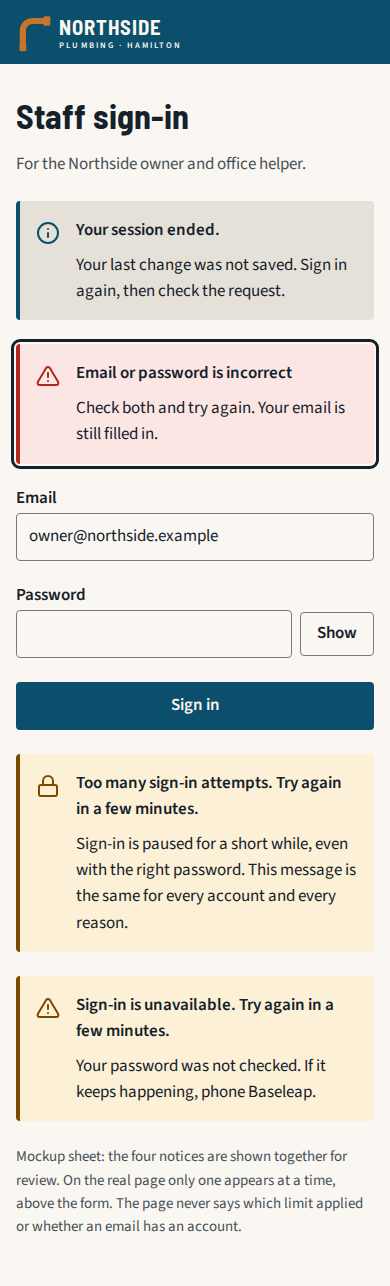 NORTHSIDE
PLUMBING · HAMILTON
Staff sign-in
For the Northside owner and office helper.
Your session ended.
Your last change was not saved. Sign in
again, then check the request.
Email or password is incorrect
Check both and try again. Your email is
still filled in.
Email
owner@northside.example
Password
Show
Sign in
Too many sign-in attempts. Try again
in a few minutes.
Sign-in is paused for a short while, even
with the right password. This message is
the same for every account and every
reason.
Sign-in is unavailable. Try again in a
few minutes.
Your password was not checked. If it
keeps happening, phone Baseleap.
Mockup sheet: the four notices are shown together for
review. On the real page only one appears at a time,
above the form. The page never says which limit applied
or whether an email has an account.